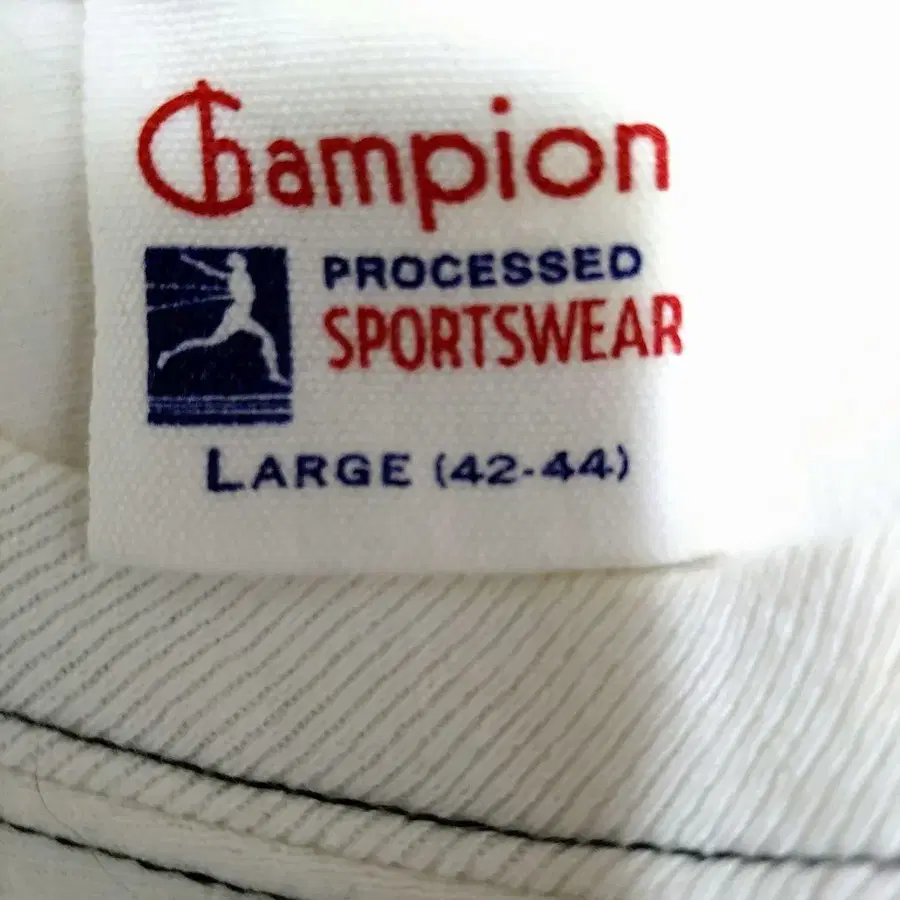 Champion
PROCESSED
SPORTSWEAR
LARGE (42-44)